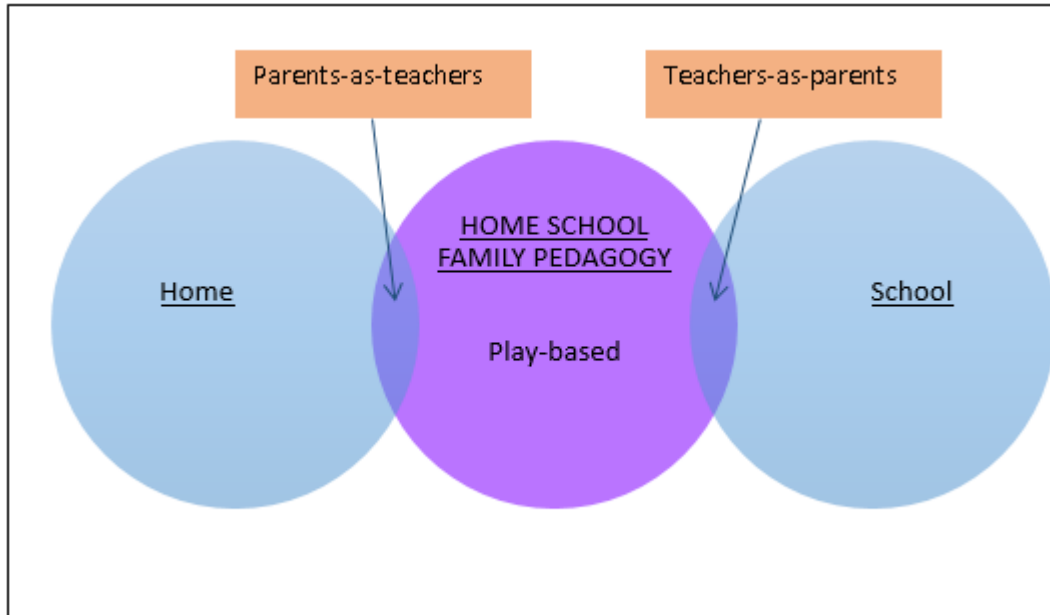 Parents-as-teachers
Teachers-as-parents
HOME SCHOOL
FAMILY PEDAGOGY
Home
School
Play-based